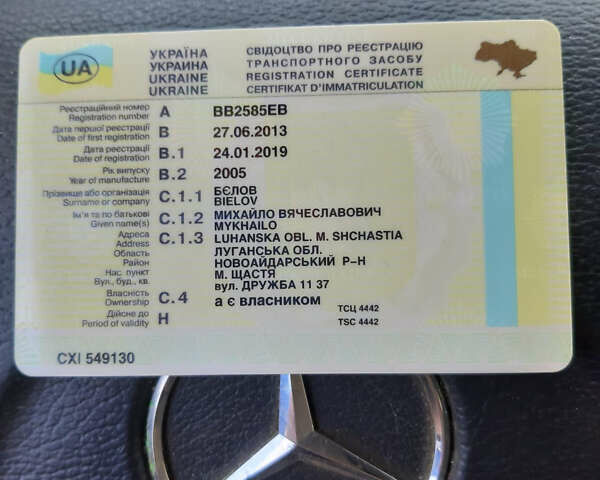 UA
УКРАЇНА СВІДОЦТВО ПРО РЕЄСТРАЦІЮ
УКРАИНА ТРАНСПОРТНОГО ЗАСОБУ
UKRAINE REGISTRATION CERTIFICATE
UKRAINE CERTIFIKAT D'IMMATRICULATION
Реєстраційний номер
Registration number A BB2585EB
Дата першої реєстрації
Date of first registration B 27.06.2013
Дата реєстрації
Date of registration B.1 24.01.2019
Рік випуску
Year of manufacture B.2 2005
Прізвище або організація
Surname or company C.1.1 БЄЛОВ
BIELOV
Ім'я та по батькові
Given name(s) C.1.2 МИХАЙЛО ВЯЧЕСЛАВОВИЧ
MYKHAILO
Адреса
Address C.1.3 LUHANSKA OBL. M. SHCHASTIA
Область ЛУГАНСЬКА ОБЛ.
Район НОВОАЙДАРСЬКИЙ Р-Н
Нас. пункт М. ЩАСТЯ
Вул., буд., кв. вул. ДРУЖБА 11 37
Власність
Ownership C.4 а є власником
ТСЦ 4442
Дійсне до
Period of validity H
TSC 4442
CXI 549130